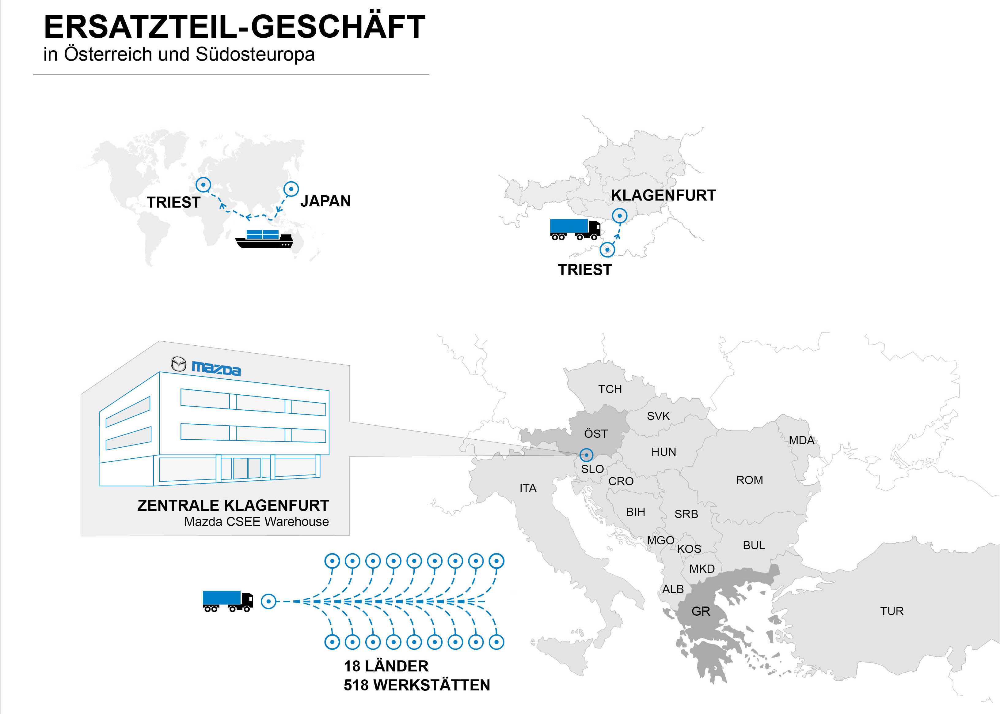 ERSATZTEIL-GESCHÄFT
in Österreich und Südosteuropa
TRIEST
JAPAN
KLAGENFURT
TRIEST
mazda
ZENTRALE KLAGENFURT
Mazda CSEE Warehouse
18 LÄNDER
518 WERKSTÄTTEN
TCH
SVK
ÖST
MDA
HUN
SLO
ROM
CRO
ITA
BIH
SRB
MGO
KOS
BUL
MKD
ALB
GR
TUR